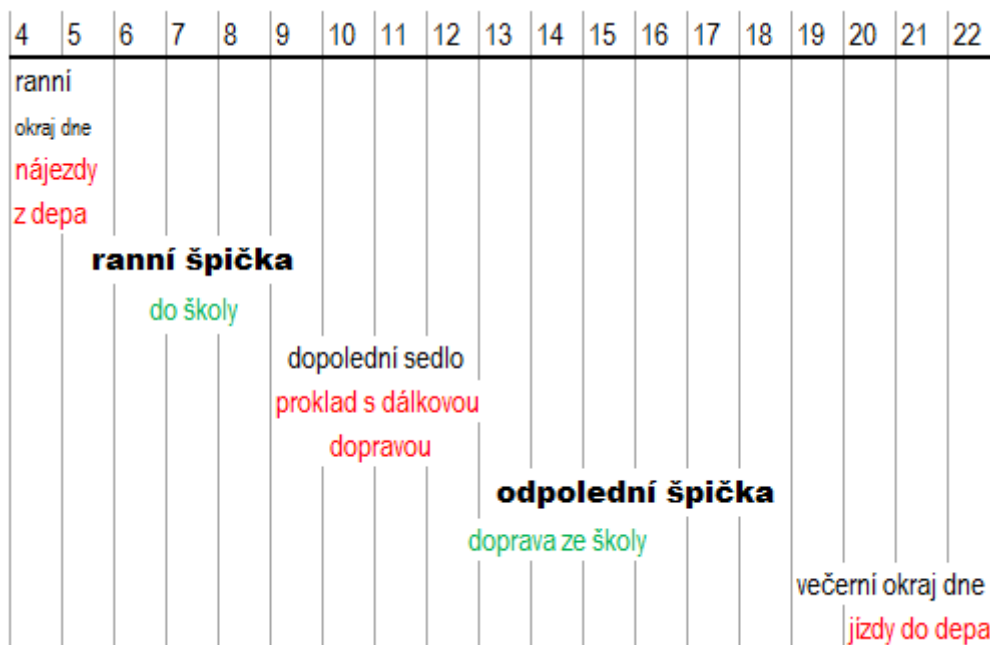 4 5 6 7 8 9 10 11 12 13 14 15 16 17 18 19 20 21 22
ranní
okraj dne
nájezdy
z depa
ranní špička
do školy
dopolední sedlo
proklad s dálkovou
dopravou
odpolední špička
doprava ze školy
večerní okraj dne
jízdy do depa